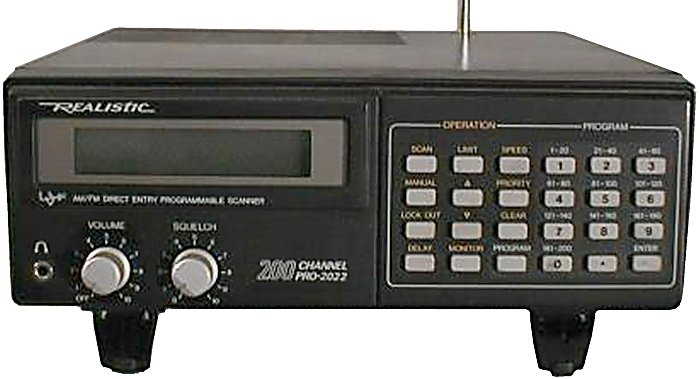 REALISTIC
AM/FM DIRECT ENTRY PROGRAMMABLE SCANNER
VOLUME SQUELCH
OFF 10 0 10
200 CHANNEL
PRO-2022
OPERATION PROGRAM
SCAN LIMIT SPEED 1-20 21-40 41-60
1 2 3
MANUAL ▲ PRIORITY 61-80 81-100 101-120
4 5 6
LOCK OUT ▼ CLEAR 121-140 141-160 161-180
7 8 9
DELAY MONITOR PROGRAM 181-200 ENTER
0 •